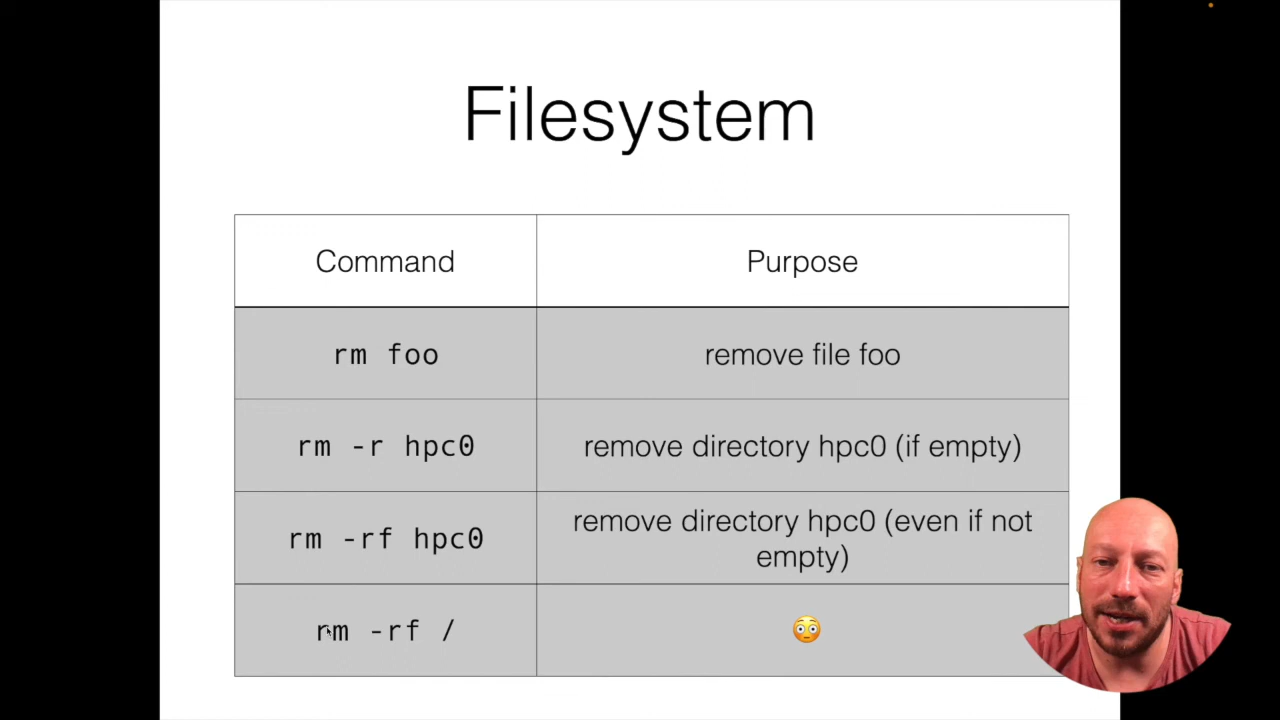 Filesystem
Command
Purpose
rm foo
remove file foo
rm -r hpc0
remove directory hpc0 (if empty)
rm -rf hpc0
remove directory hpc0 (even if not
empty)
rm -rf /
😳